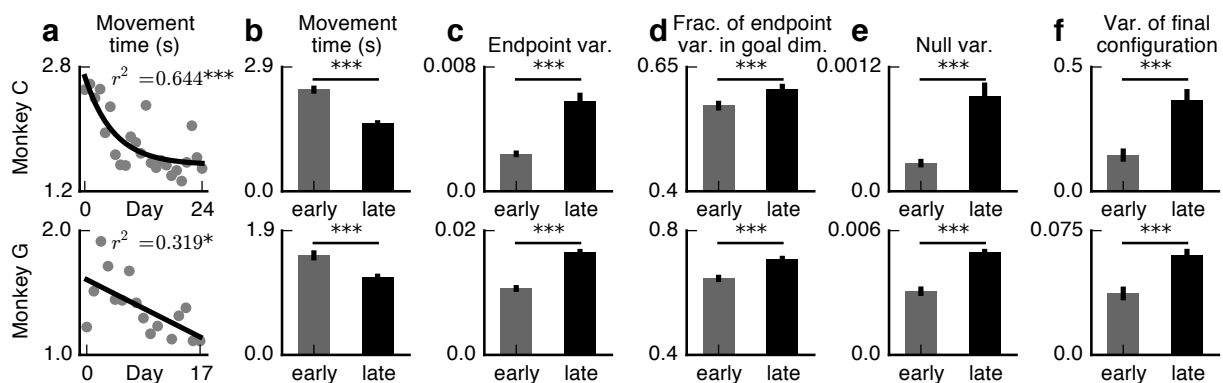 a
Movement
time (s)
b
Movement
time (s)
c
Endpoint var.
d
Frac. of endpoint
var. in goal dim.
e
Null var.
f
Var. of final
configuration
Monkey C
2.8
1.2
r² =0.644***
0
Day
24
2.9
0.0
***
early
late
0.008
0.0
***
early
late
0.65
0.4
***
early
late
0.0012
0.0
***
early
late
0.5
0.0
***
early
late
Monkey G
2.0
1.0
r² =0.319*
0
Day
17
1.9
0.0
***
early
late
0.02
0.0
***
early
late
0.8
0.4
***
early
late
0.006
0.0
***
early
late
0.075
0.0
***
early
late